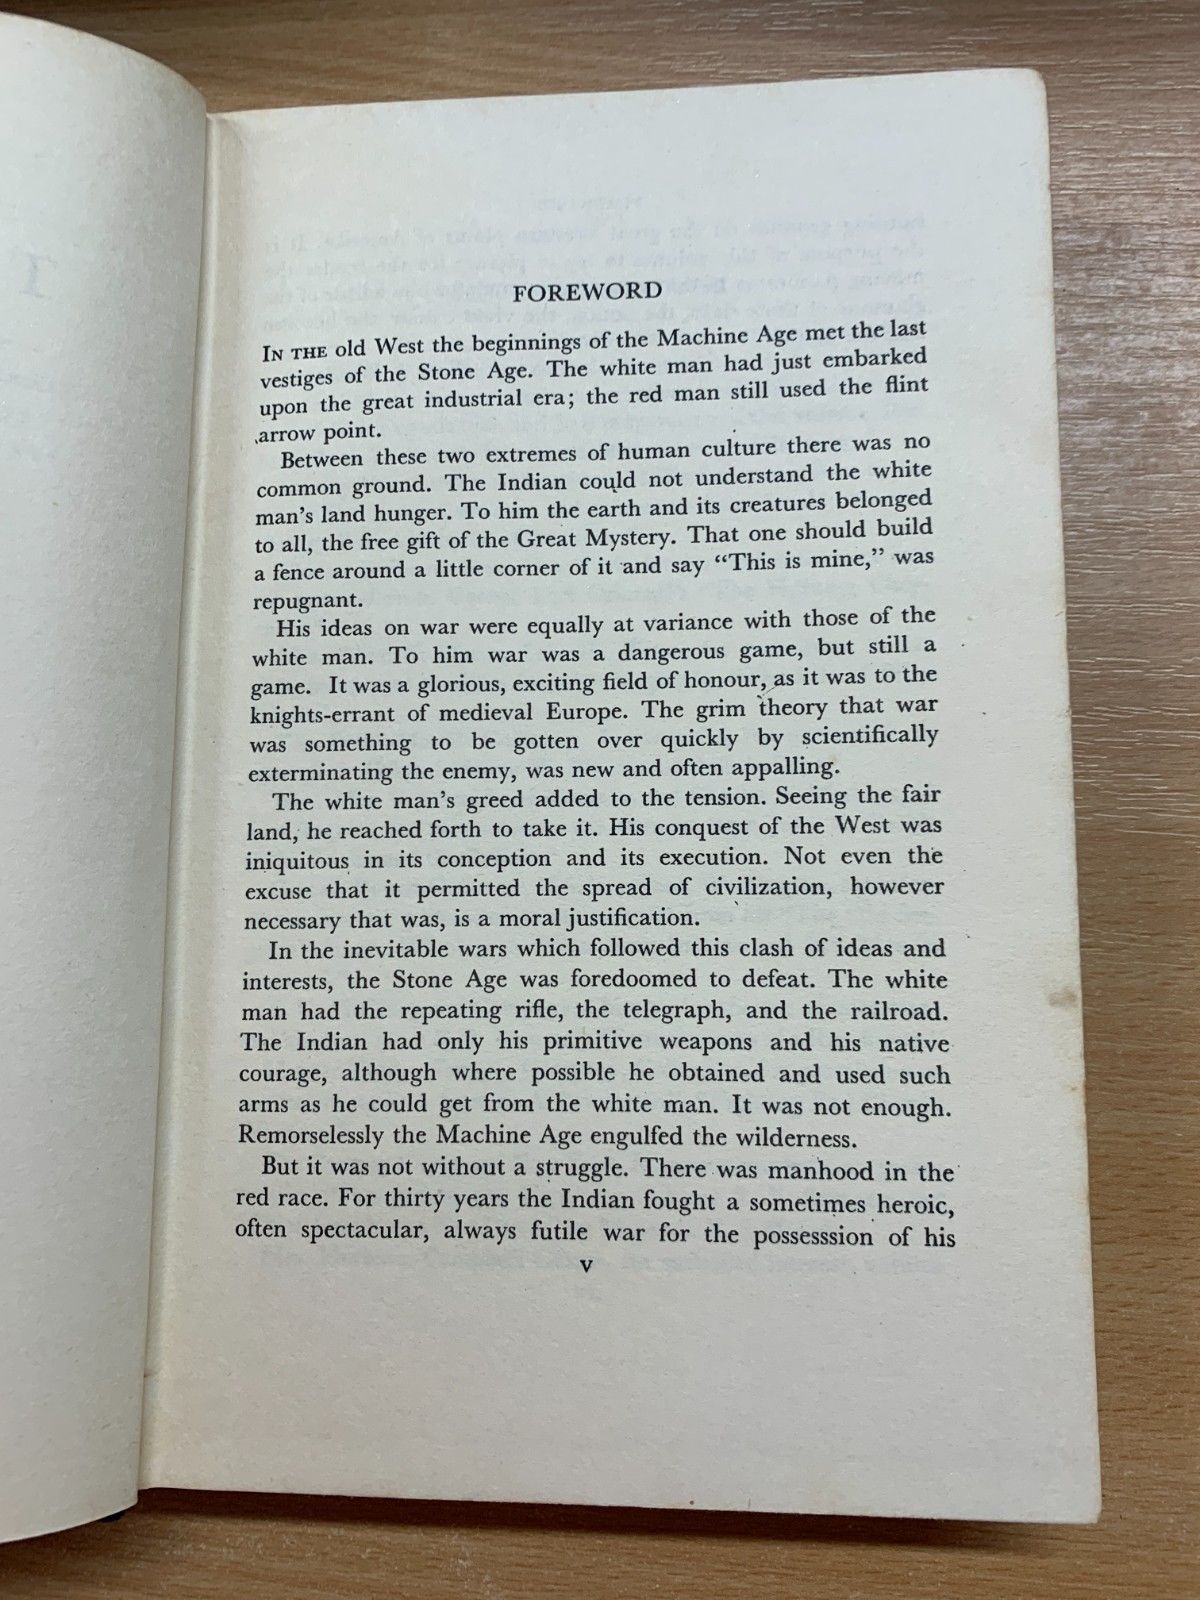 FOREWORD
IN THE old West the beginnings of the Machine Age met the last
vestiges of the Stone Age. The white man had just embarked
upon the great industrial era; the red man still used the flint
arrow point.
Between these two extremes of human culture there was no
common ground. The Indian could not understand the white
man's land hunger. To him the earth and its creatures belonged
to all, the free gift of the Great Mystery. That one should build
a fence around a little corner of it and say “This is mine,” was
repugnant.
His ideas on war were equally at variance with those of the
white man. To him war was a dangerous game, but still a
game. It was a glorious, exciting field of honour, as it was to the
knights-errant of medieval Europe. The grim theory that war
was something to be gotten over quickly by scientifically
exterminating the enemy, was new and often appalling.
The white man's greed added to the tension. Seeing the fair
land, he reached forth to take it. His conquest of the West was
iniquitous in its conception and its execution. Not even the
excuse that it permitted the spread of civilization, however
necessary that was, is a moral justification.
In the inevitable wars which followed this clash of ideas and
interests, the Stone Age was foredoomed to defeat. The white
man had the repeating rifle, the telegraph, and the railroad.
The Indian had only his primitive weapons and his native
courage, although where possible he obtained and used such
arms as he could get from the white man. It was not enough.
Remorselessly the Machine Age engulfed the wilderness.
But it was not without a struggle. There was manhood in the
red race. For thirty years the Indian fought a sometimes heroic,
often spectacular, always futile war for the possesssion of his
v